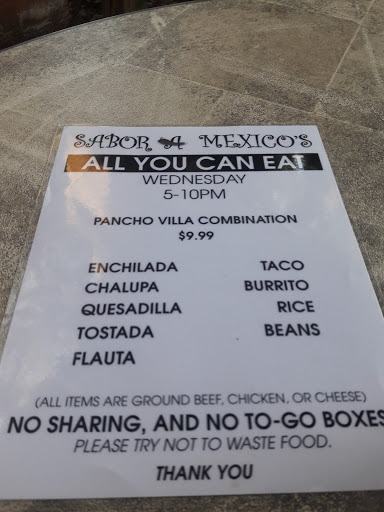 SABOR A MEXICO'S
ALL YOU CAN EAT
WEDNESDAY
5-10PM
PANCHO VILLA COMBINATION
$9.99
ENCHILADA TACO
CHALUPA BURRITO
QUESADILLA RICE
TOSTADA BEANS
FLAUTA
(ALL ITEMS ARE GROUND BEEF, CHICKEN, OR CHEESE)
NO SHARING, AND NO TO-GO BOXES
PLEASE TRY NOT TO WASTE FOOD.
THANK YOU